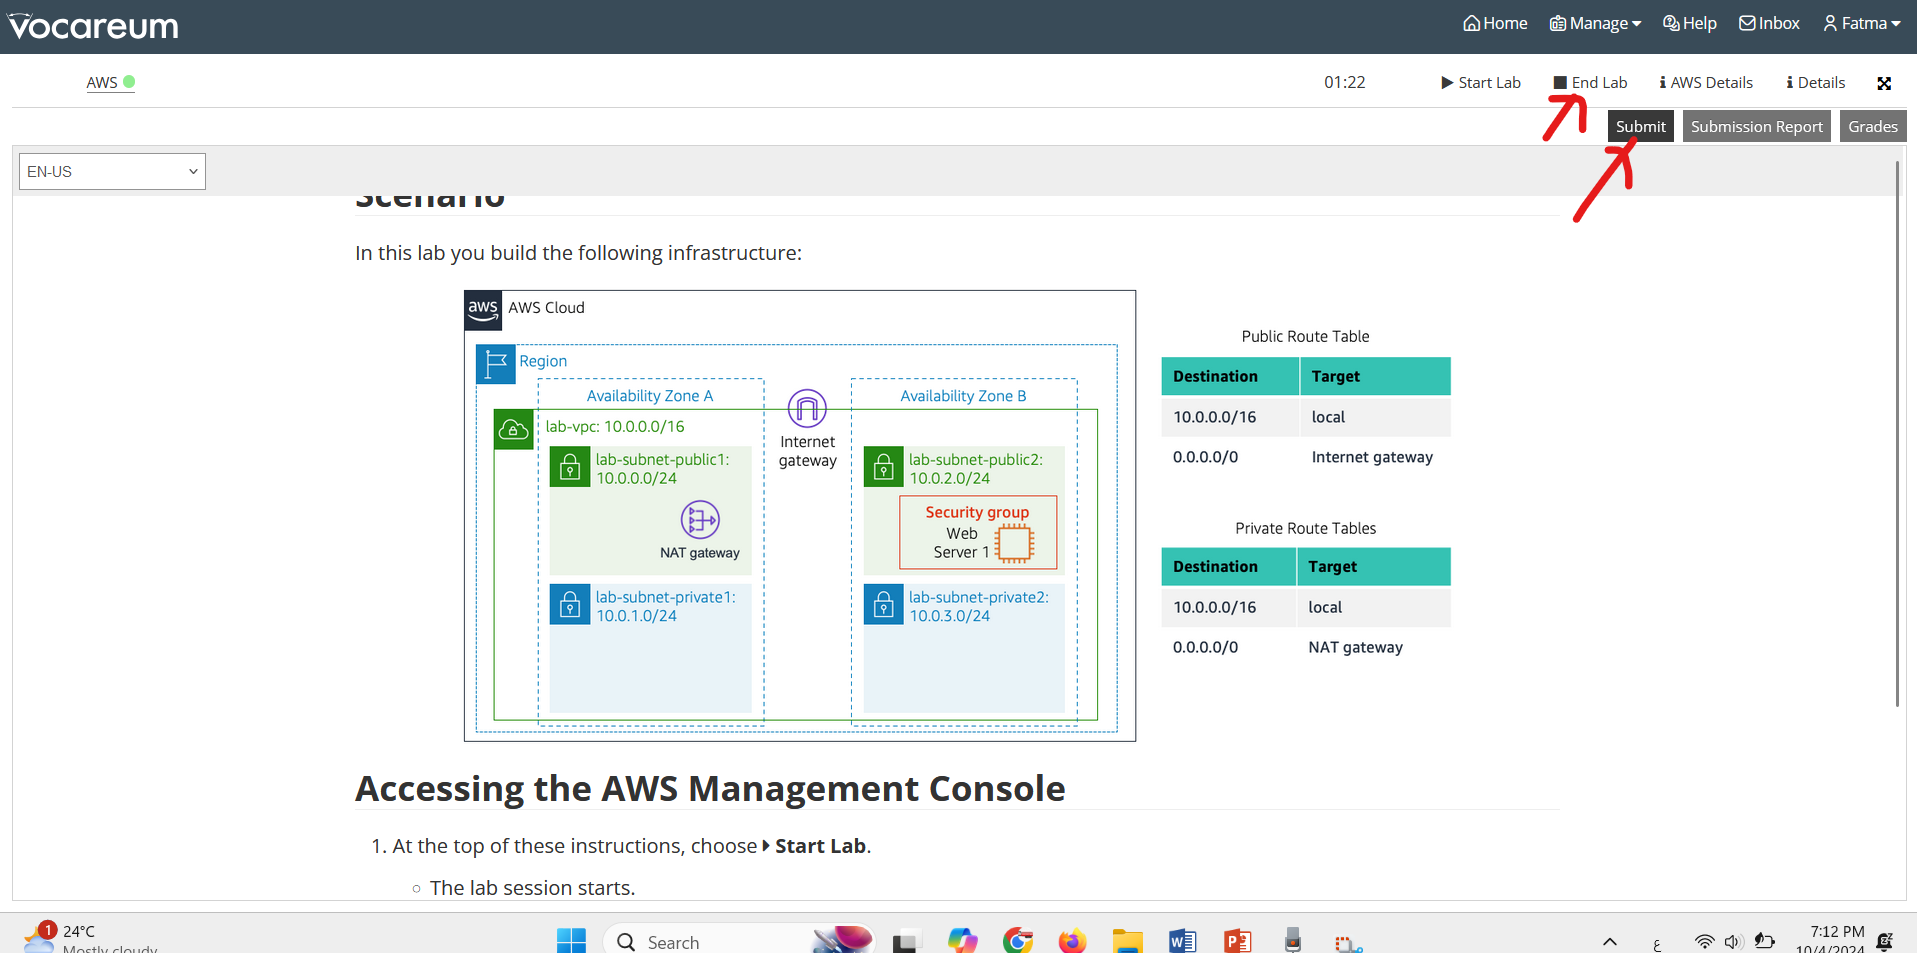 Vocareum
Home Manage Help Inbox Fatma
AWS 01:22 Start Lab End Lab AWS Details Details
Submit Submission Report Grades
EN-US
Scenario
In this lab you build the following infrastructure:
aws AWS Cloud
Region
Availability Zone A
Availability Zone B
lab-vpc: 10.0.0.0/16
Internet
gateway
lab-subnet-public1:
10.0.0.0/24
NAT gateway
lab-subnet-public2:
10.0.2.0/24
Security group
Web
Server 1
lab-subnet-private1:
10.0.1.0/24
lab-subnet-private2:
10.0.3.0/24
Public Route Table
Destination Target
10.0.0.0/16 local
0.0.0.0/0 Internet gateway
Private Route Tables
Destination Target
10.0.0.0/16 local
0.0.0.0/0 NAT gateway
Accessing the AWS Management Console
1. At the top of these instructions, choose Start Lab.
The lab session starts.
1 24°C
Mostly cloudy
Search
ع
7:12 PM
10/4/2024